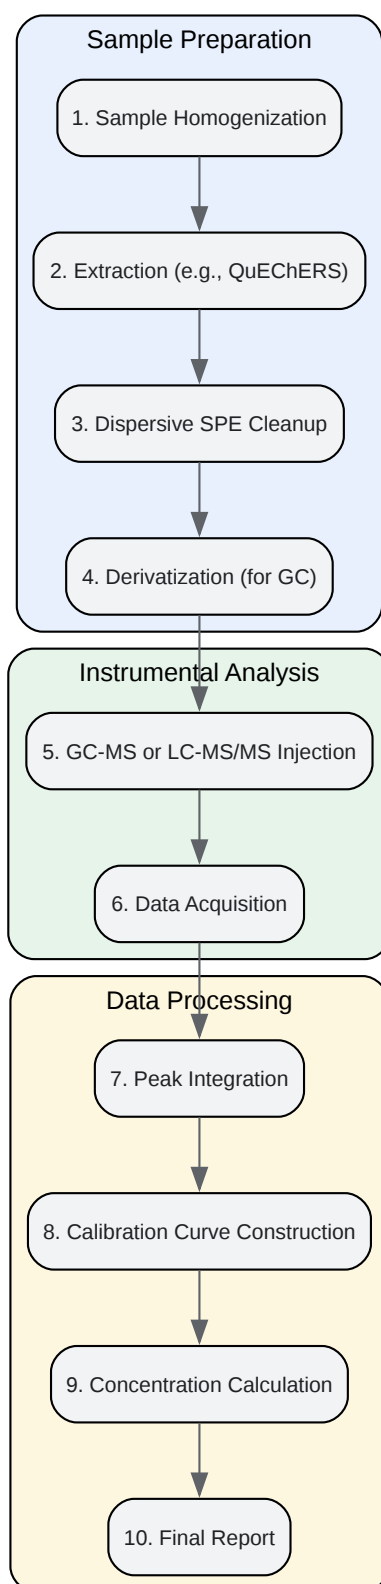 Sample Preparation
1. Sample Homogenization
2. Extraction (e.g., QuEChERS)
3. Dispersive SPE Cleanup
4. Derivatization (for GC)
Instrumental Analysis
5. GC-MS or LC-MS/MS Injection
6. Data Acquisition
Data Processing
7. Peak Integration
8. Calibration Curve Construction
9. Concentration Calculation
10. Final Report